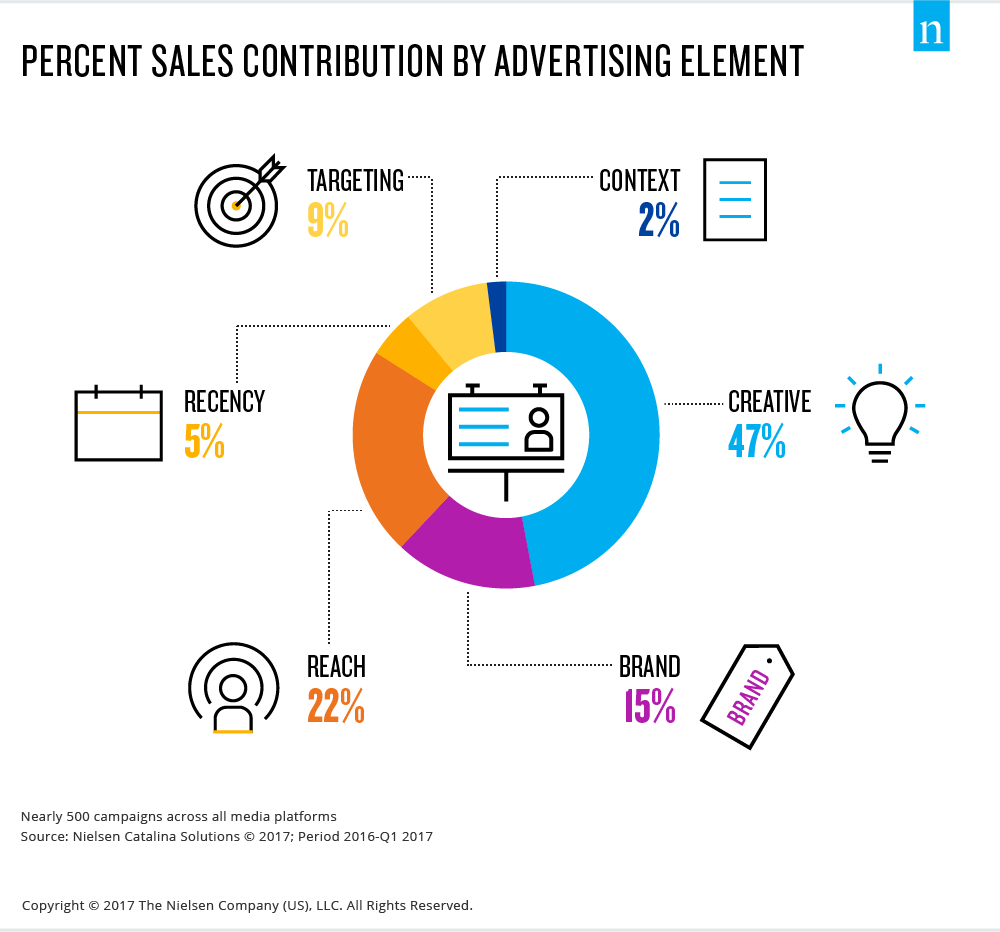 n
PERCENT SALES CONTRIBUTION BY ADVERTISING ELEMENT
TARGETING
9%
CONTEXT
2%
RECENCY
5%
CREATIVE
47%
REACH
22%
BRAND
15%
BRAND
Nearly 500 campaigns across all media platforms
Source: Nielsen Catalina Solutions © 2017; Period 2016-Q1 2017
Copyright © 2017 The Nielsen Company (US), LLC. All Rights Reserved.